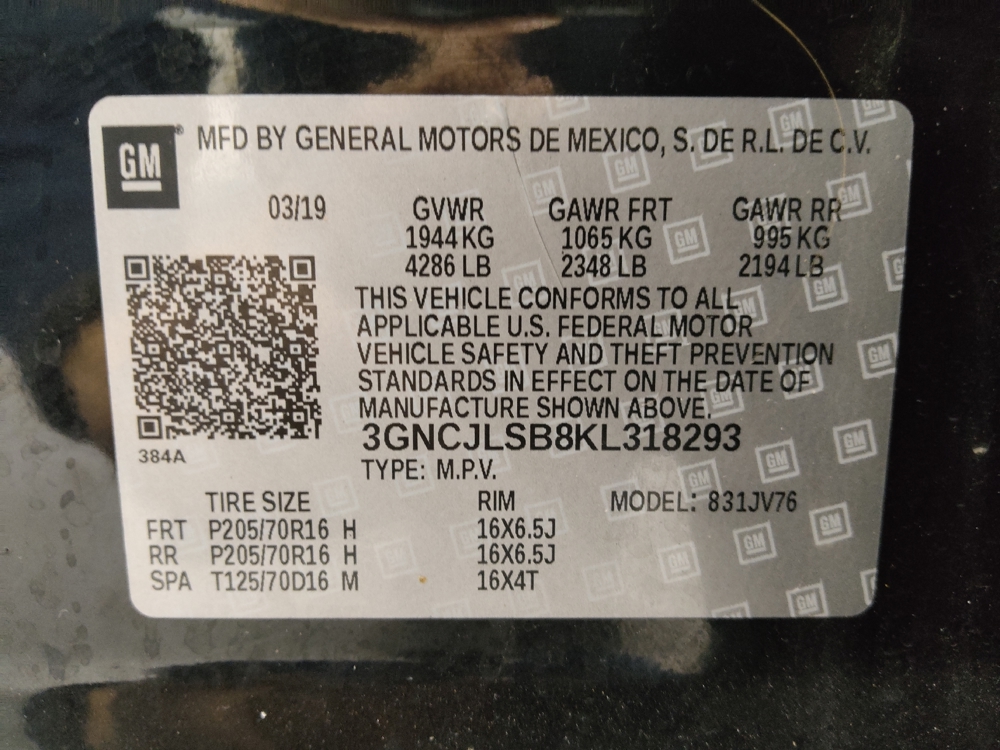 GM® MFD BY GENERAL MOTORS DE MEXICO, S. DE R.L. DE C.V.
03/19 GVWR GAWR FRT GAWR RR
1944 KG 1065 KG 995 KG
4286 LB 2348 LB 2194 LB
THIS VEHICLE CONFORMS TO ALL
APPLICABLE U.S. FEDERAL MOTOR
VEHICLE SAFETY AND THEFT PREVENTION
STANDARDS IN EFFECT ON THE DATE OF
MANUFACTURE SHOWN ABOVE.
3GNCJLSB8KL318293
384A
TYPE: M.P.V.
TIRE SIZE RIM MODEL: 831JV76
FRT P205/70R16 H 16X6.5J
RR P205/70R16 H 16X6.5J
SPA T125/70D16 M 16X4T